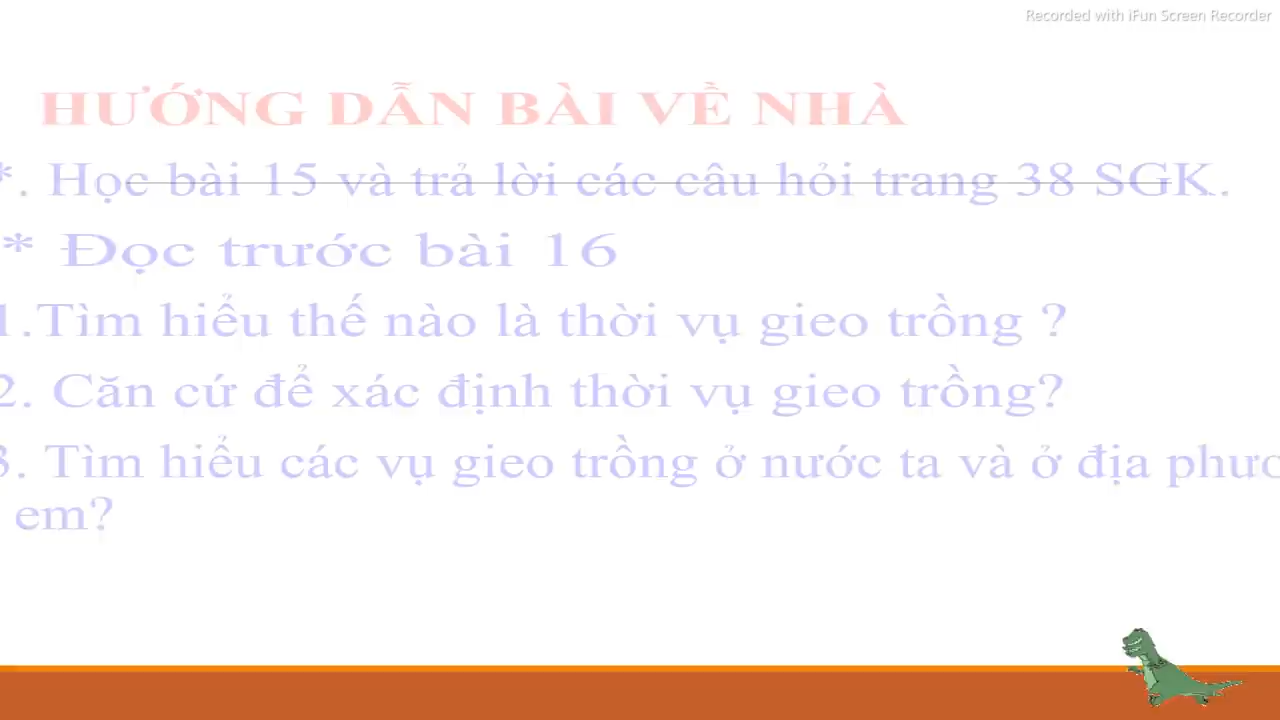 Recorded with iFun Screen Recorder
HƯỚNG DẪN BÀI VỀ NHÀ
*. Học bài 15 và trả lời các câu hỏi trang 38 SGK.
* Đọc trước bài 16
1.Tìm hiểu thế nào là thời vụ gieo trồng ?
2. Căn cứ để xác định thời vụ gieo trồng?
3. Tìm hiểu các vụ gieo trồng ở nước ta và ở địa
em?